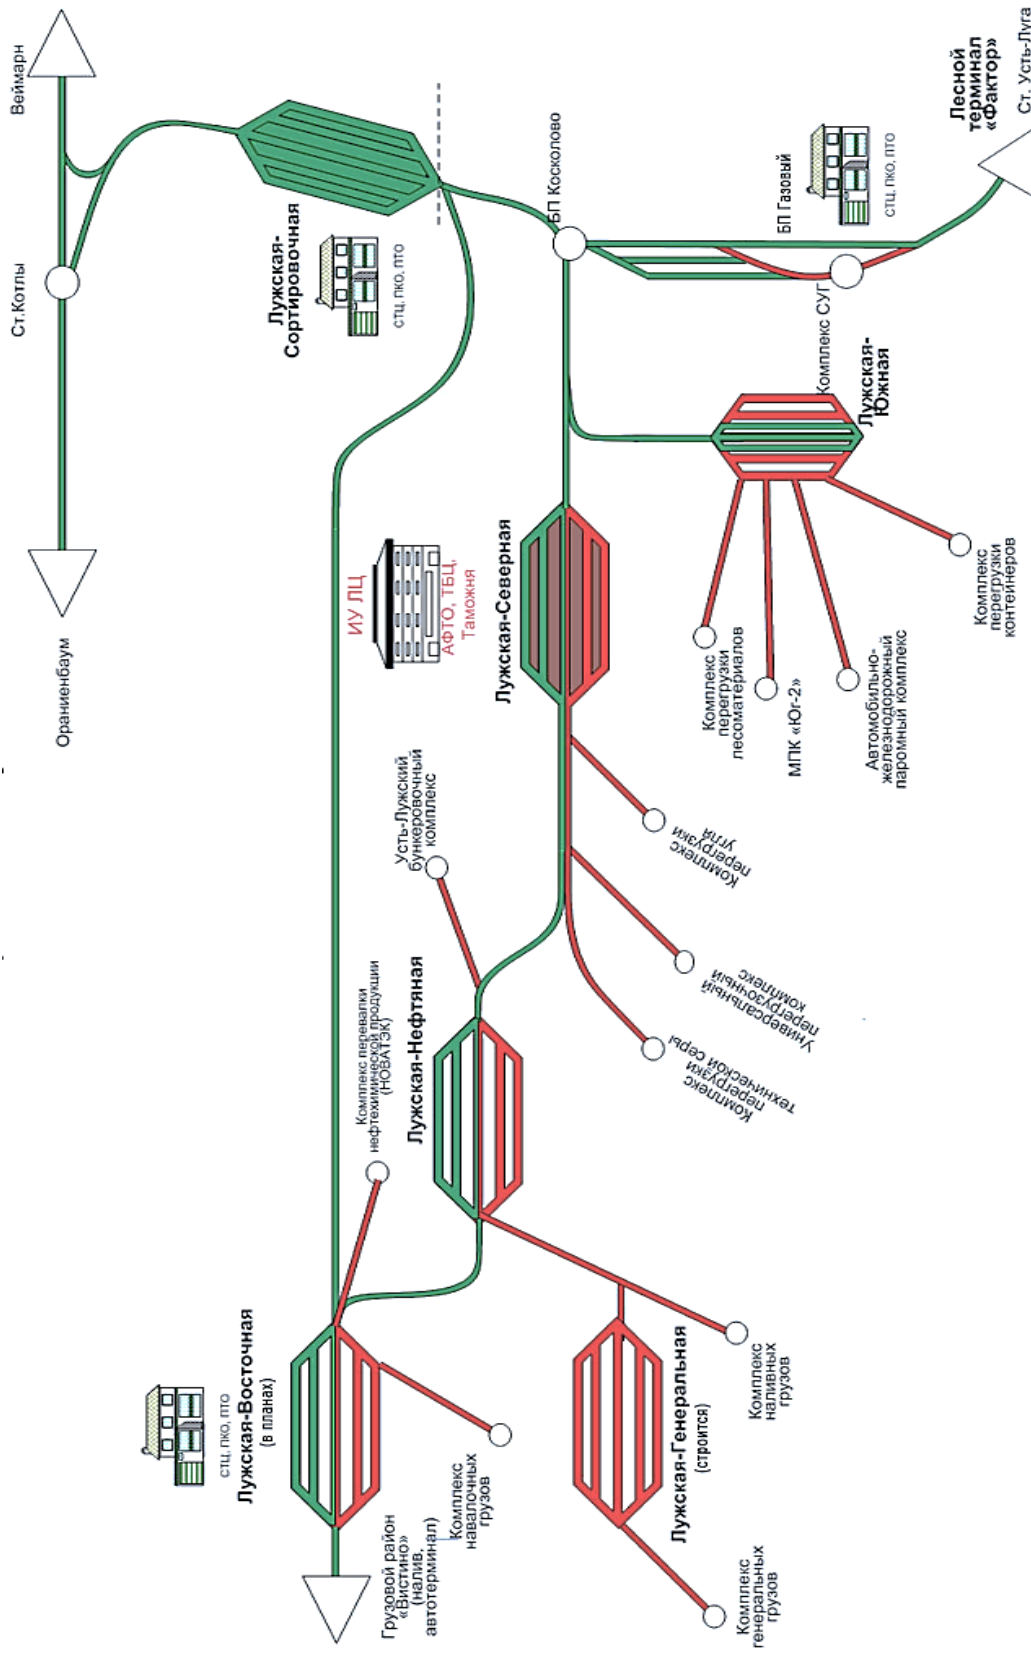 Веймарн
Ст.Котлы
Ораниенбаум
Лужская-
Сортировочная
СТЦ, ПКО, ПТО
БП Косколово
БП Газовый
СТЦ, ПКО, ПТО
Лесной
терминал
«Фактор»
Ст. Усть-Луга
Комплекс СУГ
Лужская-
Южная
Комплекс
перегрузки
контейнеров
Автомобильно-
железнодорожный
паромный комплекс
МПК «Юг-2»
Комплекс
перегрузки
лесоматериалов
ИУ ЛЦ
АФТО, ТБЦ,
Таможня
Лужская-Северная
Комплекс
перегрузки
угля
Универсальный
перегрузочный
комплекс
Комплекс
перегрузки
технической серы
Усть-Лужский
бункеровочный
комплекс
Лужская-Нефтяная
Комплекс перевалки
нефтехимической продукции
(НОВАТЭК)
Лужская-Восточная
(в планах)
СТЦ, ПКО, ПТО
Грузовой район
«Вистино»
(налив,
автотерминал)
Комплекс
навалочных
грузов
Лужская-Генеральная
(строится)
Комплекс
наливных
грузов
Комплекс
генеральных
грузов